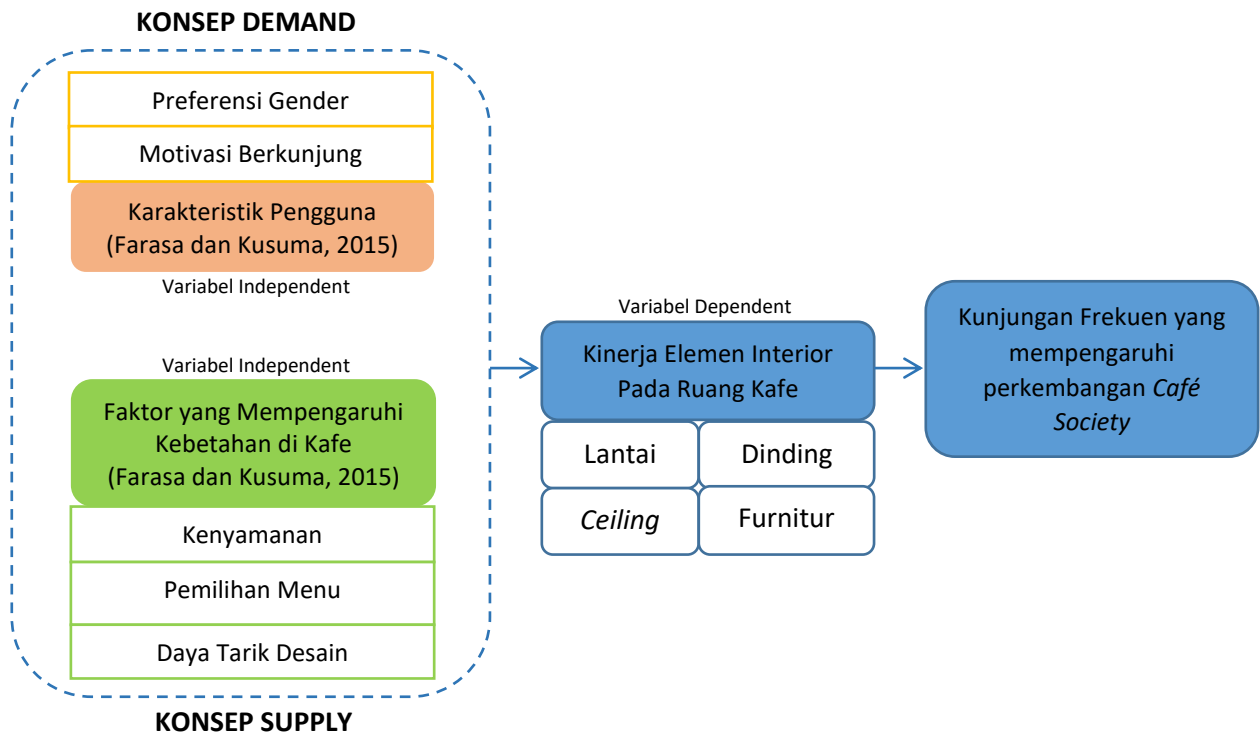 KONSEP DEMAND
Preferensi Gender
Motivasi Berkunjung
Karakteristik Pengguna
(Farasa dan Kusuma, 2015)
Variabel Independent
Variabel Independent
Faktor yang Mempengaruhi
Kebetahan di Kafe
(Farasa dan Kusuma, 2015)
Kenyamanan
Pemilihan Menu
Daya Tarik Desain
KONSEP SUPPLY
Variabel Dependent
Kinerja Elemen Interior
Pada Ruang Kafe
Lantai
Dinding
Ceiling
Furnitur
Kunjungan Frekuen yang
mempengaruhi
perkembangan Café
Society